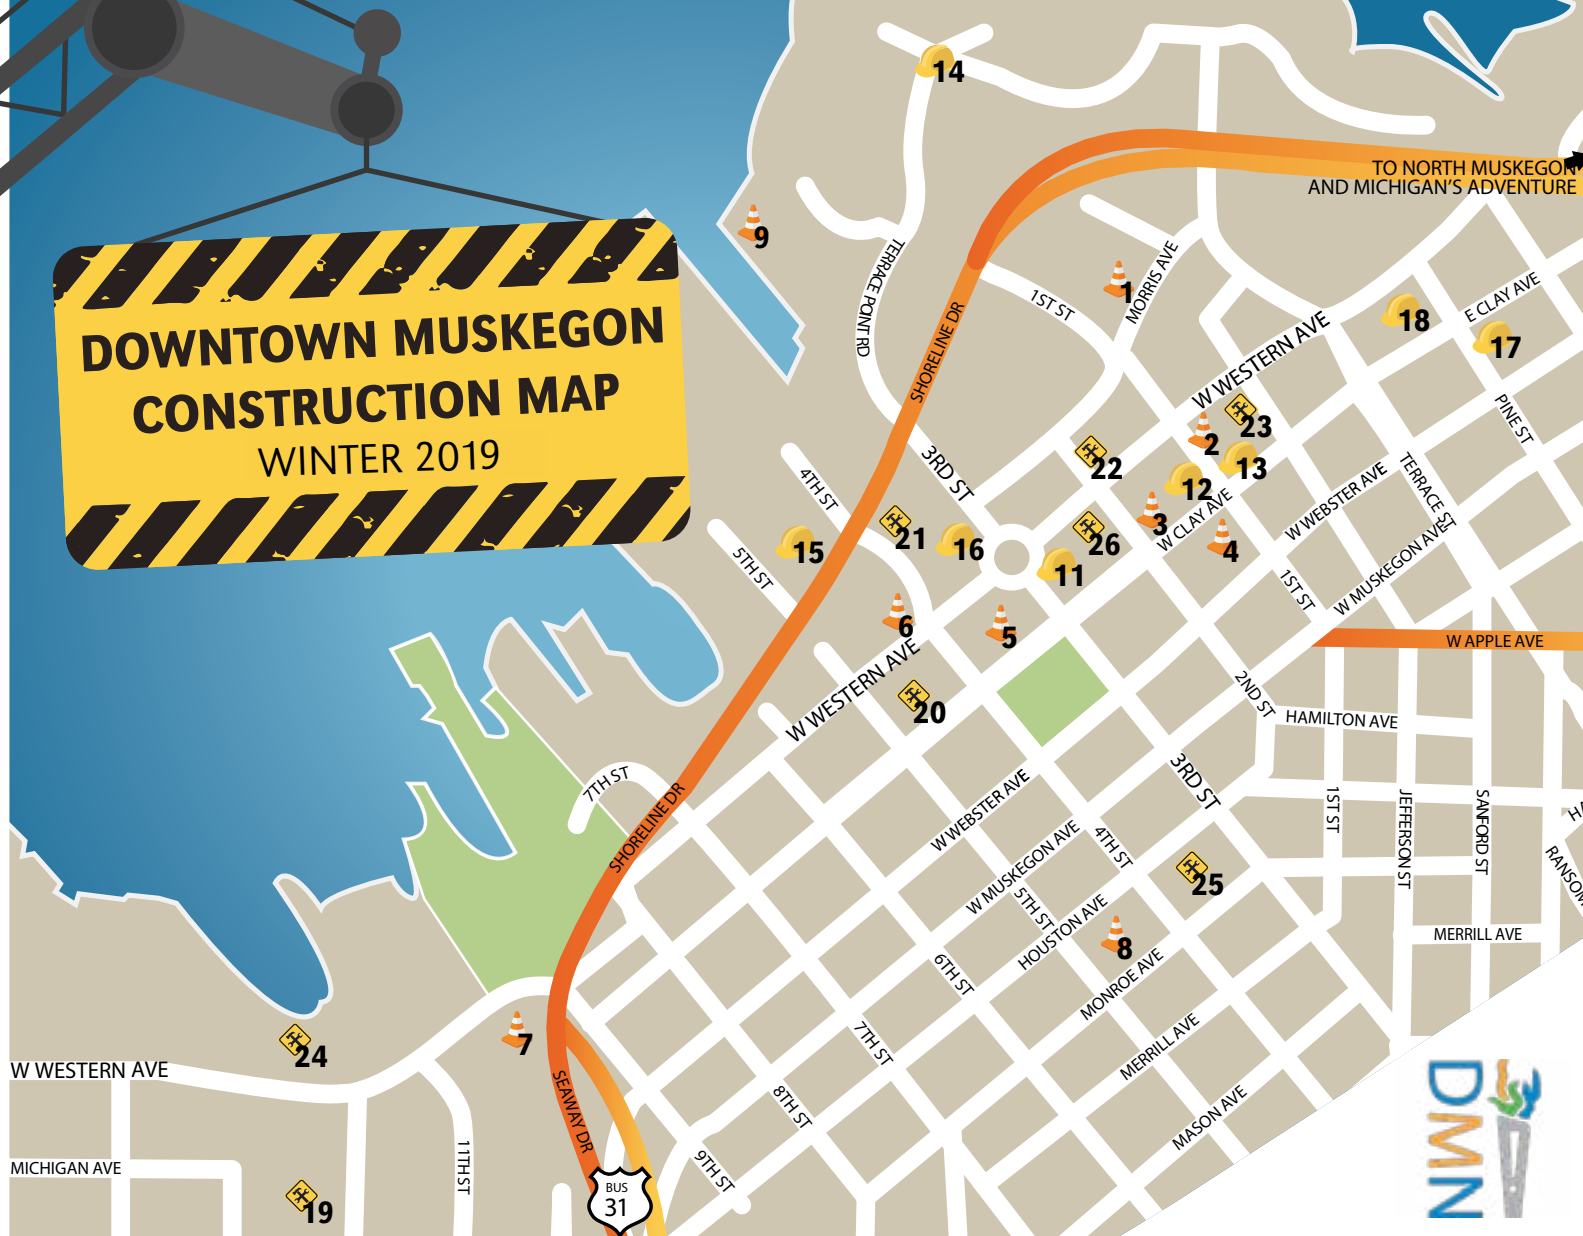 DOWNTOWN MUSKEGON
CONSTRUCTION MAP
WINTER 2019
14
TO NORTH MUSKEGON
AND MICHIGAN'S ADVENTURE
9
TERRACE POINT RD
SHORELINE DR
1ST ST
1
MORRIS AVE
W WESTERN AVE
18
E CLAY AVE
17
PINE ST
23
2
13
22
12
3
W CLAY AVE
4
W WEBSTER AVE
TERRACE ST
W MUSKEGON AVE
1ST ST
3RD ST
4TH ST
21
16
26
11
15
5TH ST
6
5
W WESTERN AVE
20
W APPLE AVE
2ND ST
HAMILTON AVE
3RD ST
7TH ST
SHORELINE DR
W WEBSTER AVE
W MUSKEGON AVE
4TH ST
5TH ST
HOUSTON AVE
25
8
1ST ST
JEFFERSON ST
SANFORD ST
MERRILL AVE
MONROE AVE
6TH ST
7TH ST
MERRILL AVE
8TH ST
MASON AVE
24
7
W WESTERN AVE
SEAWAY DR
11TH ST
9TH ST
MICHIGAN AVE
19
BUS
31
DMN